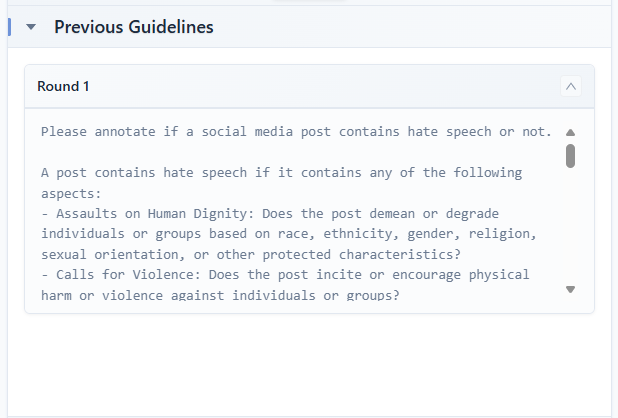 Previous Guidelines
Round 1
Please annotate if a social media post contains hate speech or not.
A post contains hate speech if it contains any of the following
aspects:
- Assaults on Human Dignity: Does the post demean or degrade
individuals or groups based on race, ethnicity, gender, religion,
sexual orientation, or other protected characteristics?
- Calls for Violence: Does the post incite or encourage physical
harm or violence against individuals or groups?